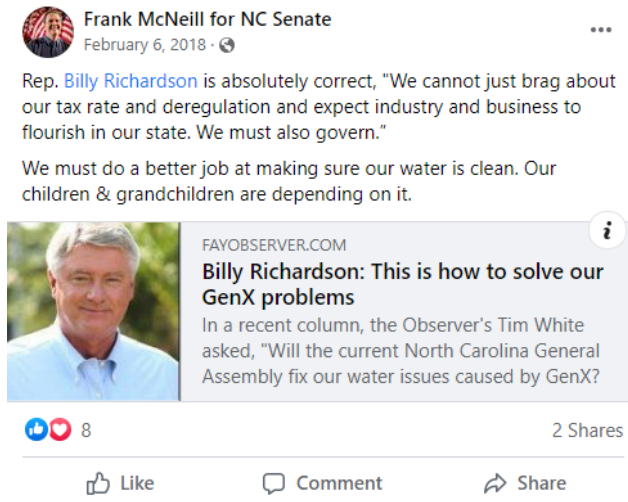 Frank McNeill for NC Senate
February 6, 2018 ·
Rep. Billy Richardson is absolutely correct, "We cannot just brag about
our tax rate and deregulation and expect industry and business to
flourish in our state. We must also govern."
We must do a better job at making sure our water is clean. Our
children & grandchildren are depending on it.
FAYOBSERVER.COM
Billy Richardson: This is how to solve our
GenX problems
In a recent column, the Observer's Tim White
asked, "Will the current North Carolina General
Assembly fix our water issues caused by GenX?
8
2 Shares
Like
Comment
Share